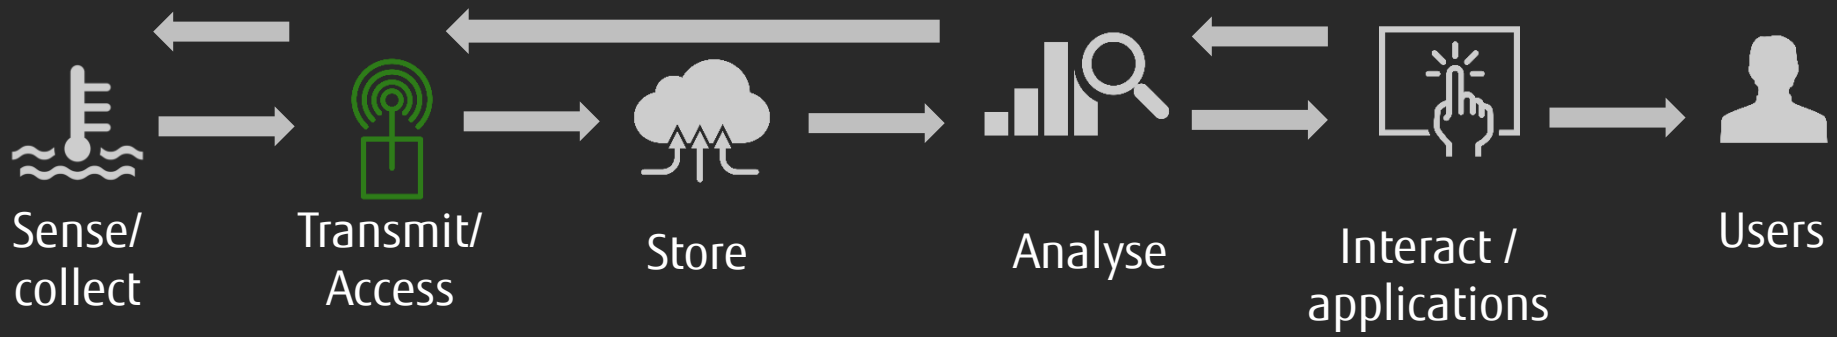 Sense/
collect
Transmit/
Access
Store
Analyse
Interact /
applications
Users